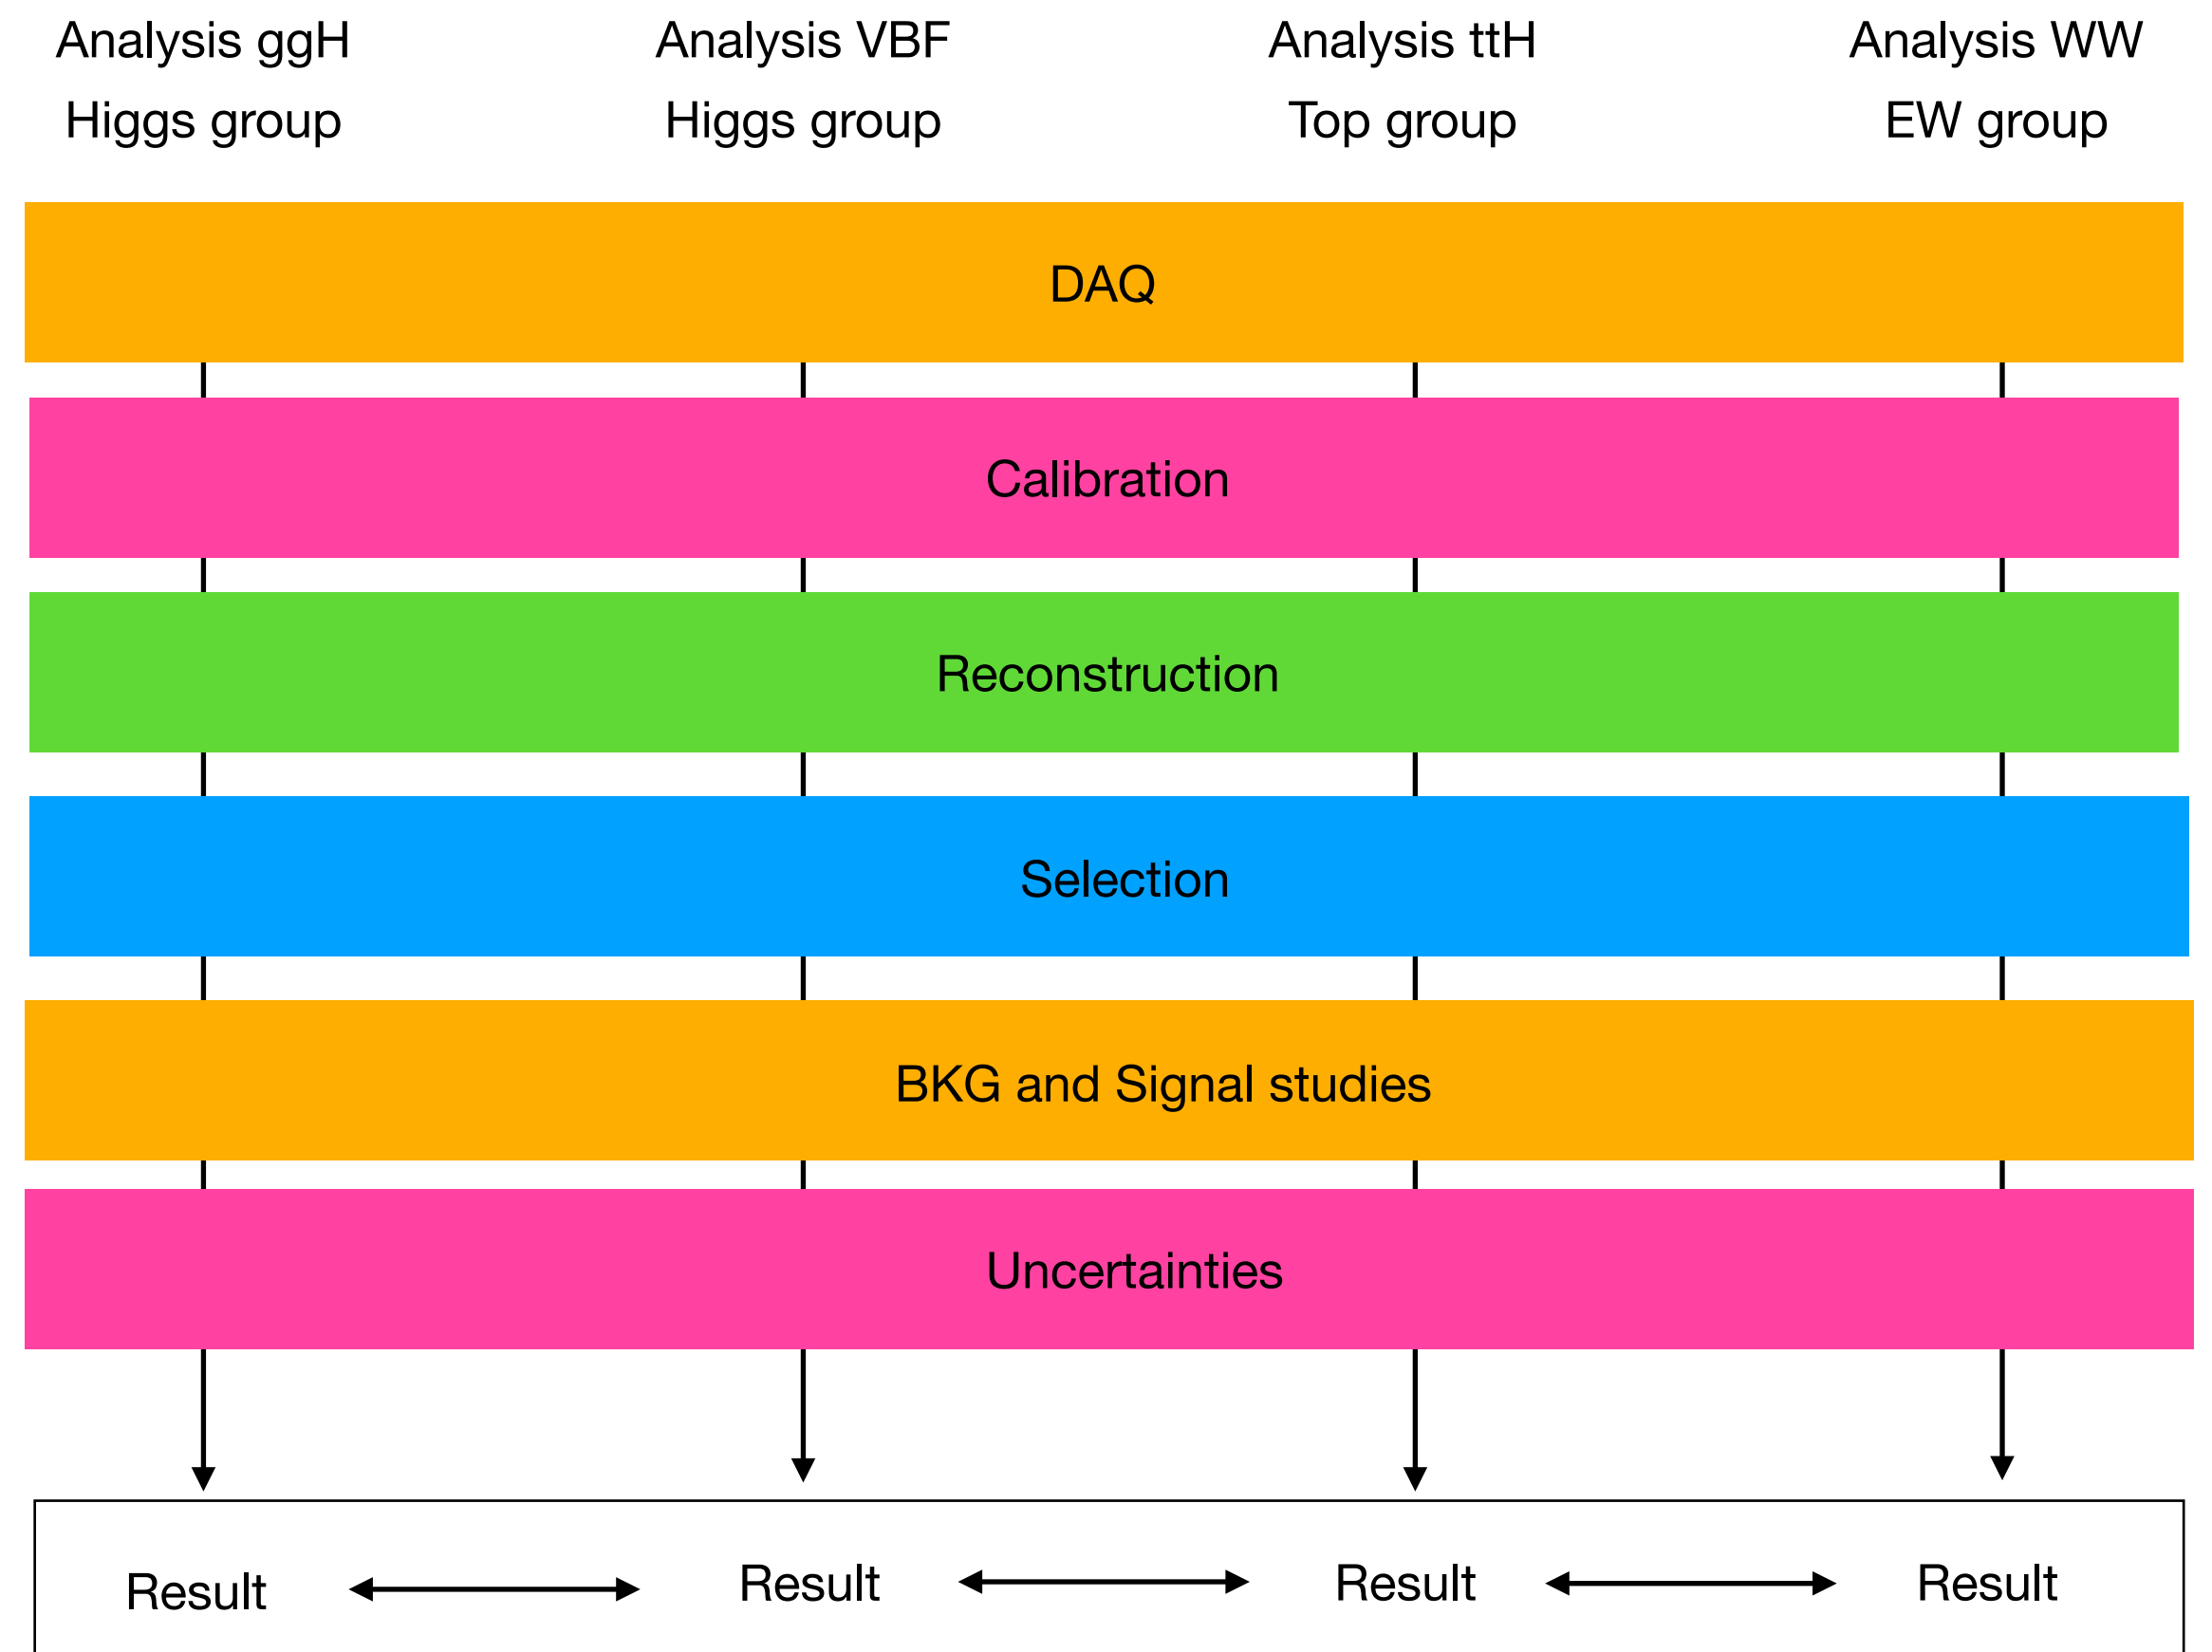 Analysis ggH
Higgs group
Analysis VBF
Higgs group
Analysis ttH
Top group
Analysis WW
EW group
DAQ
Calibration
Reconstruction
Selection
BKG and Signal studies
Uncertainties
Result
Result
Result
Result